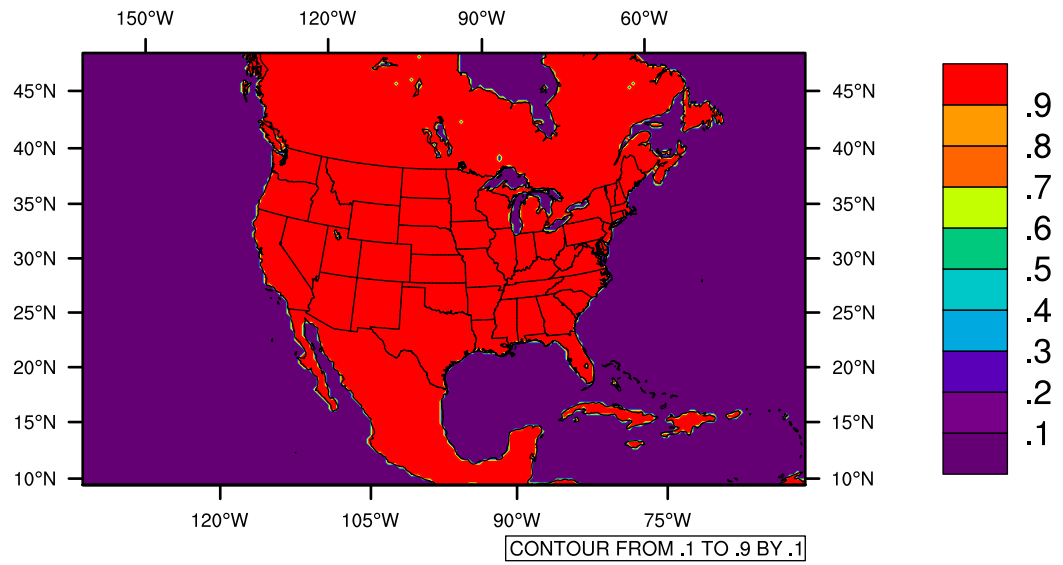 150°W 120°W 90°W 60°W
45°N 45°N
40°N 40°N
35°N 35°N
30°N 30°N
25°N 25°N
20°N 20°N
15°N 15°N
10°N 10°N
120°W 105°W 90°W 75°W
CONTOUR FROM .1 TO .9 BY .1
.9
.8
.7
.6
.5
.4
.3
.2
.1